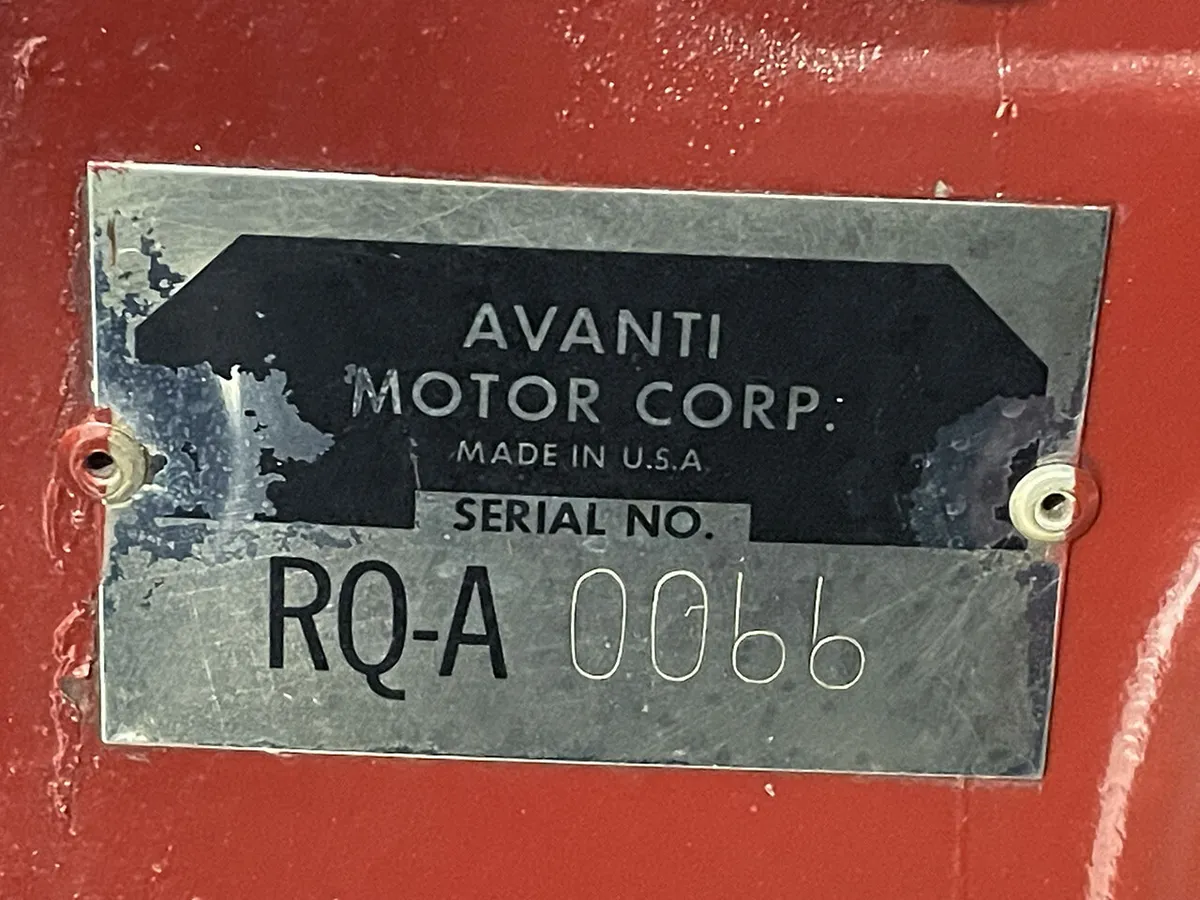 AVANTI
MOTOR CORP.
MADE IN U.S.A.
SERIAL NO.
RQ-A 0066